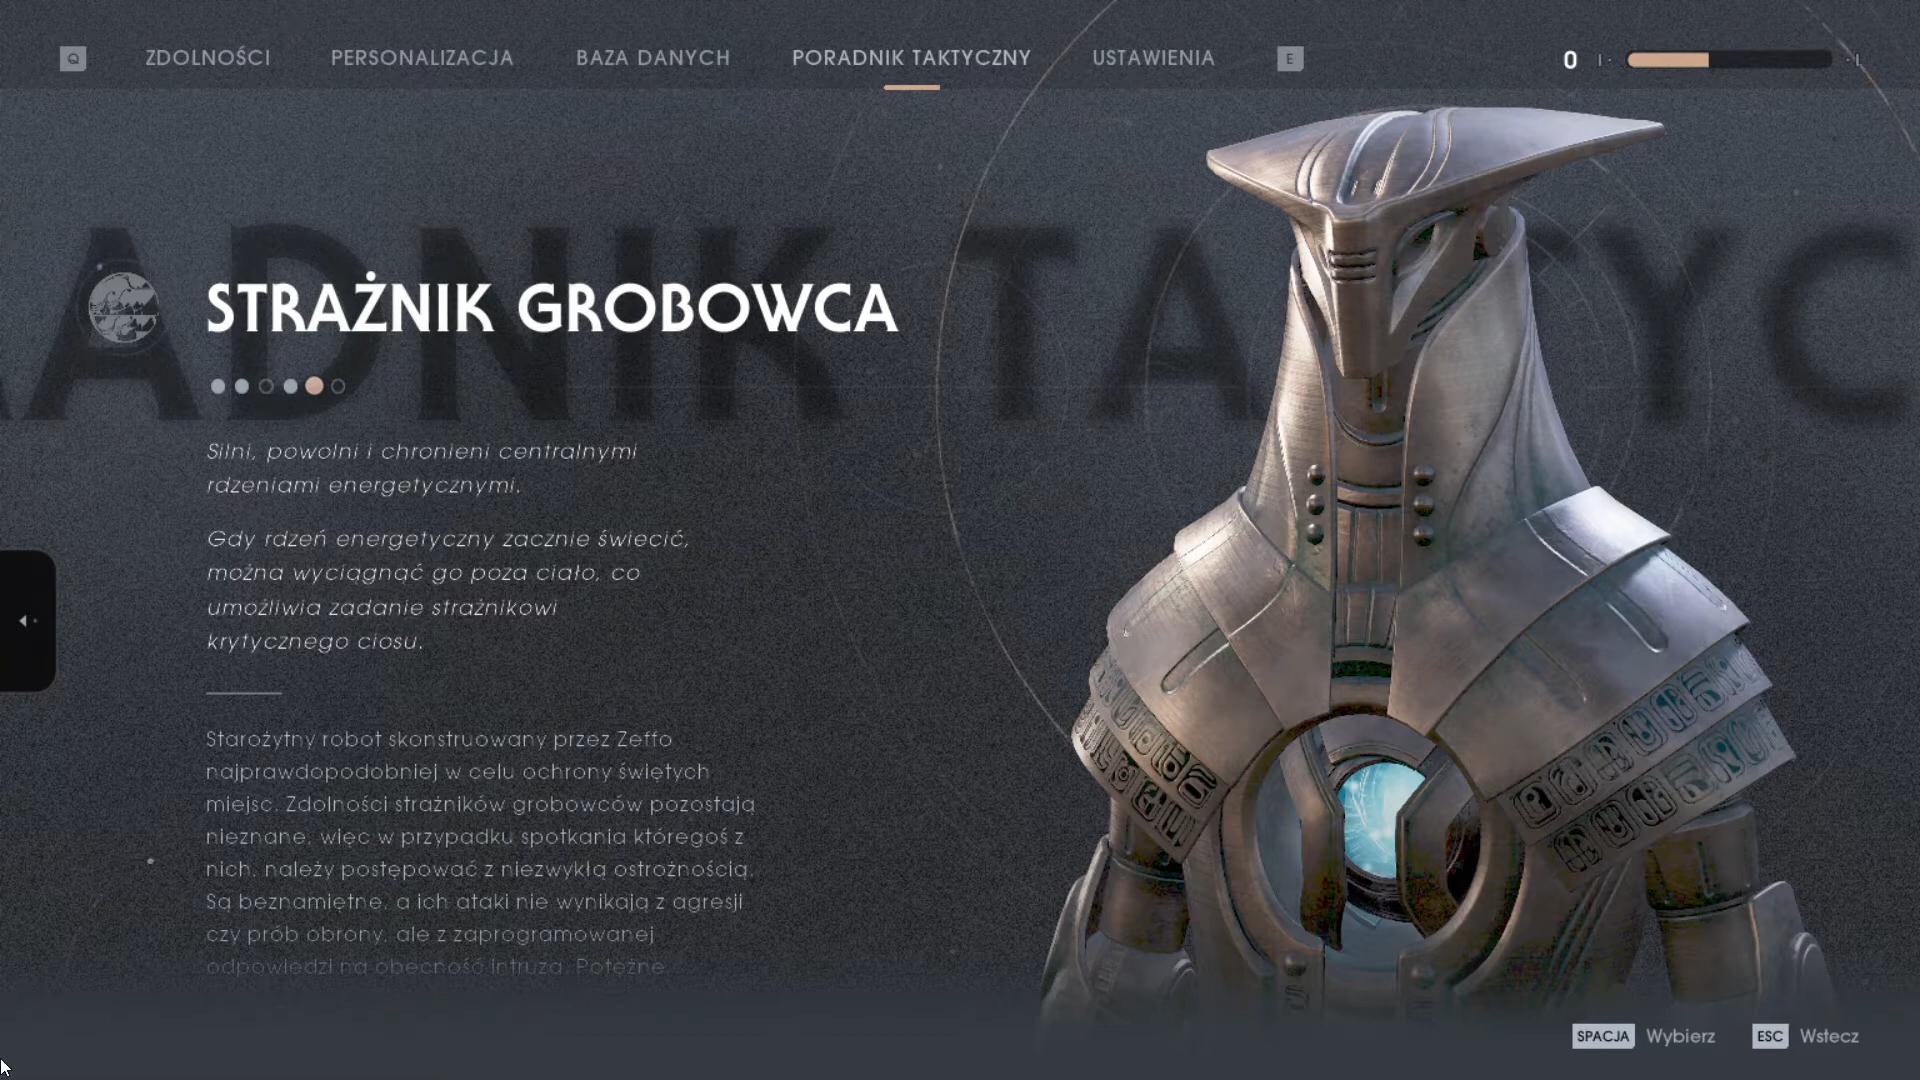 Q ZDOLNOŚCI PERSONALIZACJA BAZA DANYCH PORADNIK TAKTYCZNY USTAWIENIA E 0
ADNIK TAKTYC
STRAŻNIK GROBOWCA
Silni, powolni i chronieni centralnymi
rdzeniami energetycznymi.
Gdy rdzeń energetyczny zacznie świecić,
można wyciągnąć go poza ciało, co
umożliwia zadanie strażnikowi
krytycznego ciosu.
Starożytny robot skonstruowany przez Zeffo
najprawdopodobniej w celu ochrony świętych
miejsc. Zdolności strażników grobowców pozostają
nieznane, więc w przypadku spotkania któregoś z
nich, należy postępować z niezwykłą ostrożnością.
Są beznamiętne, a ich ataki nie wynikają z agresji
czy prób obrony, ale z zaprogramowanej
odpowiedzi na obecność intruza. Potężne
SPACJA Wybierz ESC Wstecz